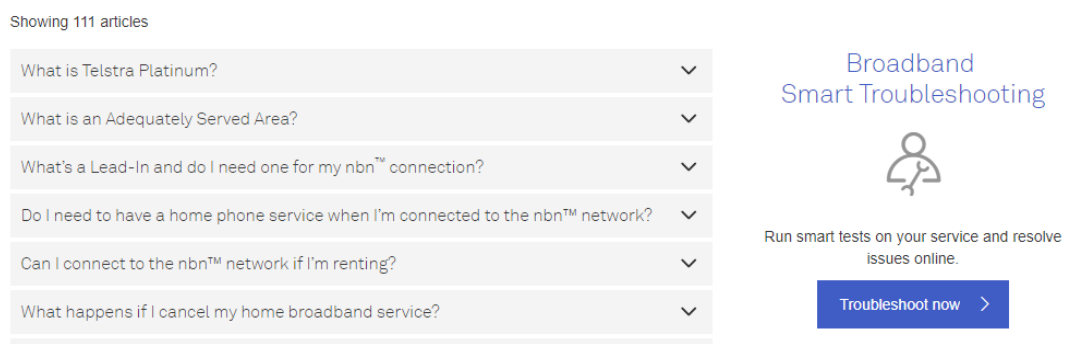 Showing 111 articles
What is Telstra Platinum?
What is an Adequately Served Area?
What's a Lead-In and do I need one for my nbn™ connection?
Do I need to have a home phone service when I'm connected to the nbn™ network?
Can I connect to the nbn™ network if I'm renting?
What happens if I cancel my home broadband service?
Broadband
Smart Troubleshooting
Run smart tests on your service and resolve
issues online.
Troubleshoot now